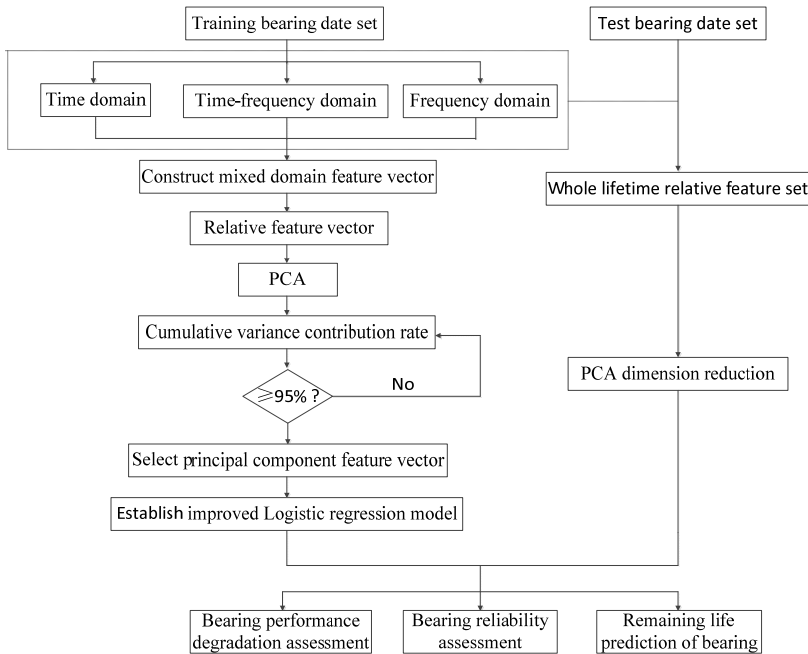 Training bearing date set
Test bearing date set
Time domain
Time-frequency domain
Frequency domain
Construct mixed domain feature vector
Whole lifetime relative feature set
Relative feature vector
PCA
Cumulative variance contribution rate
PCA dimension reduction
≥95% ?
No
Select principal component feature vector
Establish improved Logistic regression model
Bearing performance
degradation assessment
Bearing reliability
assessment
Remaining life
prediction of bearing